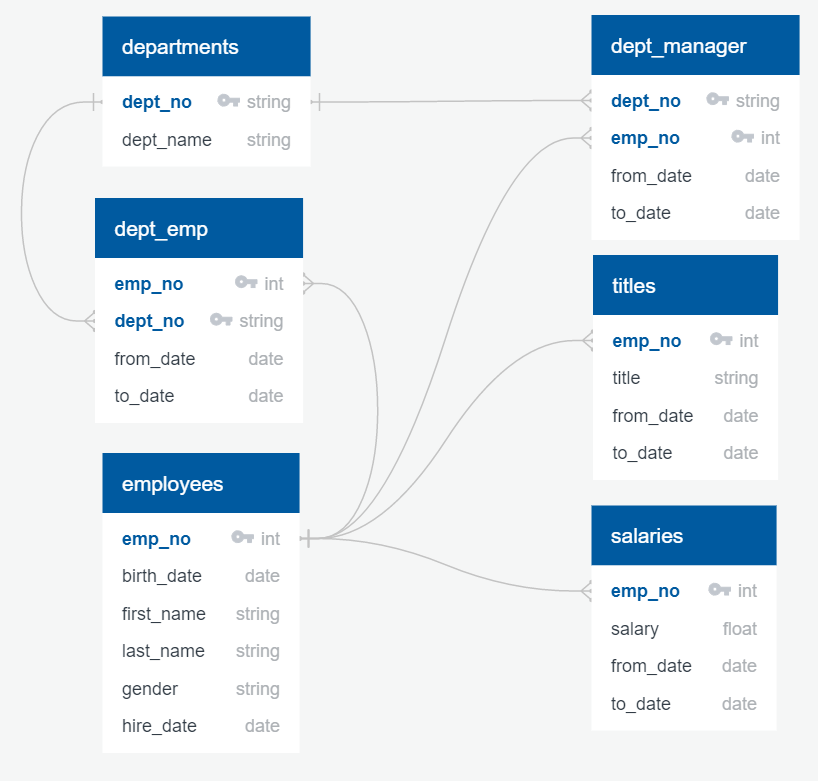 departments
dept_no string
dept_name string
dept_emp
emp_no int
dept_no string
from_date date
to_date date
employees
emp_no int
birth_date date
first_name string
last_name string
gender string
hire_date date
dept_manager
dept_no string
emp_no int
from_date date
to_date date
titles
emp_no int
title string
from_date date
to_date date
salaries
emp_no int
salary float
from_date date
to_date date